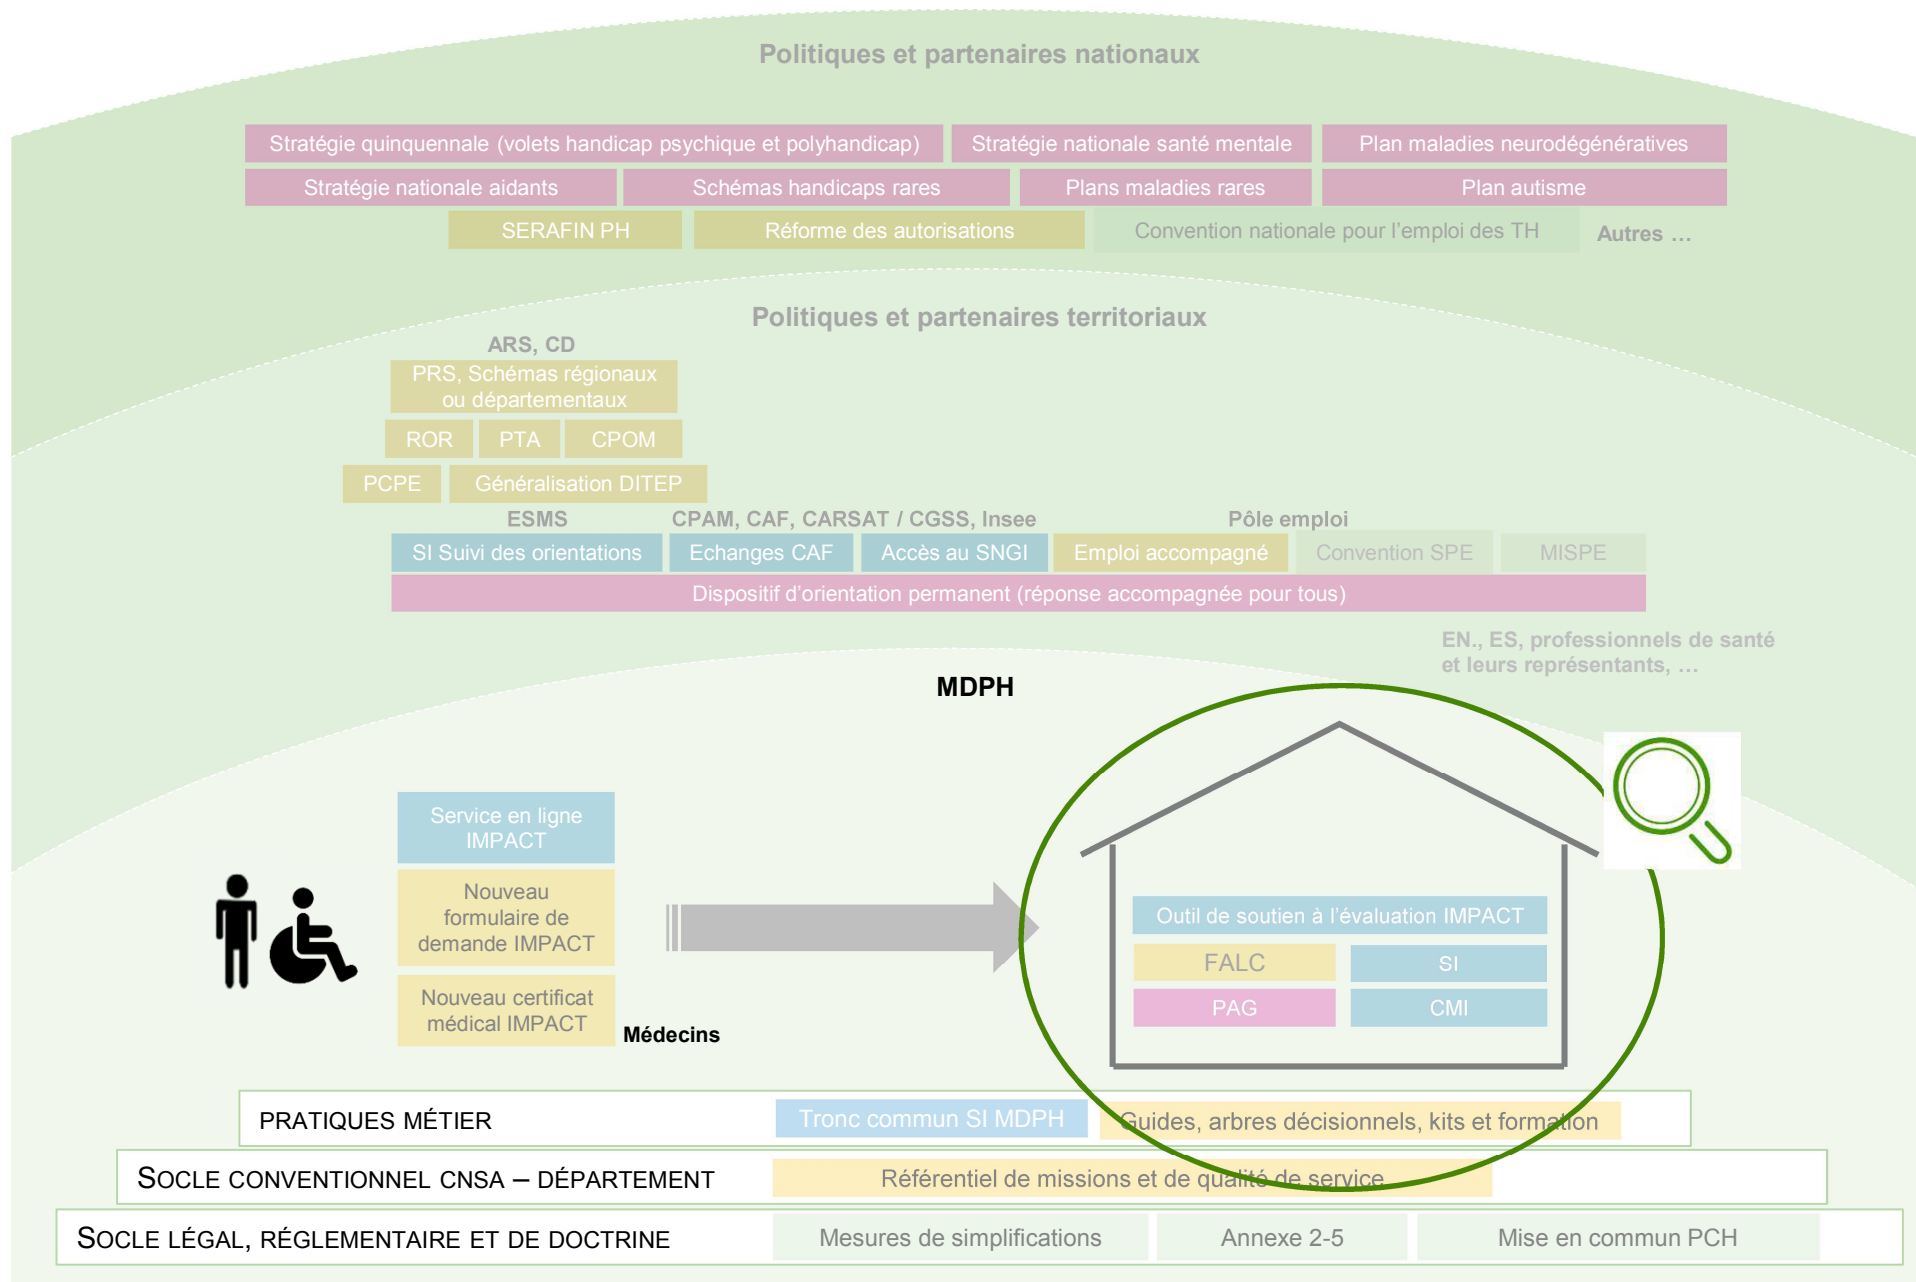 Politiques et partenaires nationaux
Stratégie quinquennale (volets handicap psychique et polyhandicap)
Stratégie nationale santé mentale
Plan maladies neurodégénératives
Stratégie nationale aidants
Schémas handicaps rares
Plans maladies rares
Plan autisme
SERAFIN PH
Réforme des autorisations
Convention nationale pour l'emploi des TH
Autres …
Politiques et partenaires territoriaux
ARS, CD
PRS, Schémas régionaux
ou départementaux
ROR
PTA
CPOM
PCPE
Généralisation DITEP
ESMS
CPAM, CAF, CARSAT / CGSS, Insee
Pôle emploi
SI Suivi des orientations
Echanges CAF
Accès au SNGI
Emploi accompagné
Convention SPE
MISPE
Dispositif d'orientation permanent (réponse accompagnée pour tous)
EN., ES, professionnels de santé
et leurs représentants, …
MDPH
Service en ligne
IMPACT
Nouveau
formulaire de
demande IMPACT
Nouveau certificat
médical IMPACT
Médecins
Outil de soutien à l'évaluation IMPACT
FALC
SI
PAG
CMI
PRATIQUES MÉTIER
Tronc commun SI MDPH
Guides, arbres décisionnels, kits et formation
SOCLE CONVENTIONNEL CNSA – DÉPARTEMENT
Référentiel de missions et de qualité de service
SOCLE LÉGAL, RÉGLEMENTAIRE ET DE DOCTRINE
Mesures de simplifications
Annexe 2-5
Mise en commun PCH